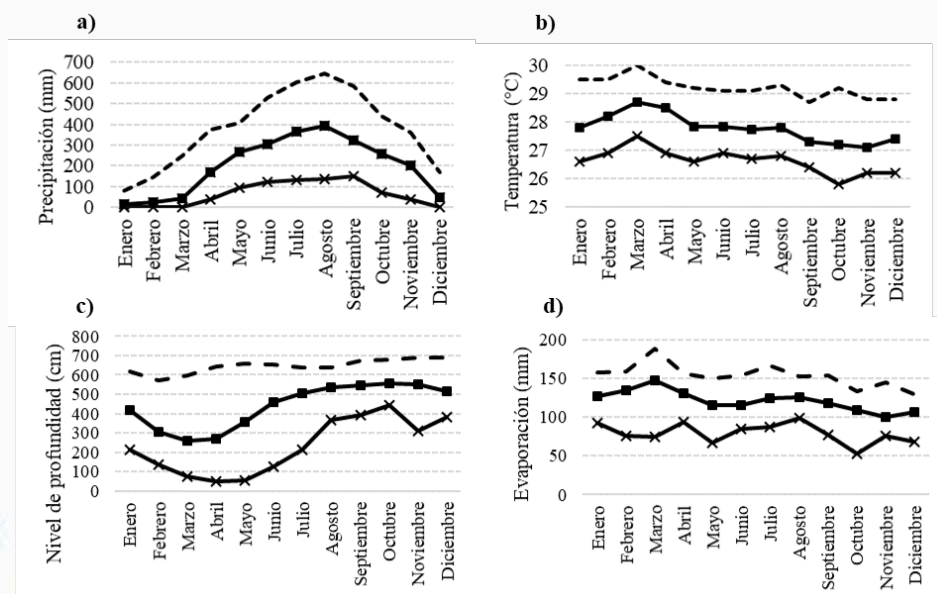 a)
Precipitación (mm)
700
600
500
400
300
200
100
0
Enero
Febrero
Marzo
Abril
Mayo
Junio
Julio
Agosto
Septiembre
Octubre
Noviembre
Diciembre
b)
Temperatura (°C)
30
29
28
27
26
25
Enero
Febrero
Marzo
Abril
Mayo
Junio
Julio
Agosto
Septiembre
Octubre
Noviembre
Diciembre
c)
Nivel de profundidad (cm)
800
700
600
500
400
300
200
100
0
Enero
Febrero
Marzo
Abril
Mayo
Junio
Julio
Agosto
Septiembre
Octubre
Noviembre
Diciembre
d)
Evaporación (mm)
200
150
100
50
0
Enero
Febrero
Marzo
Abril
Mayo
Junio
Julio
Agosto
Septiembre
Octubre
Noviembre
Diciembre